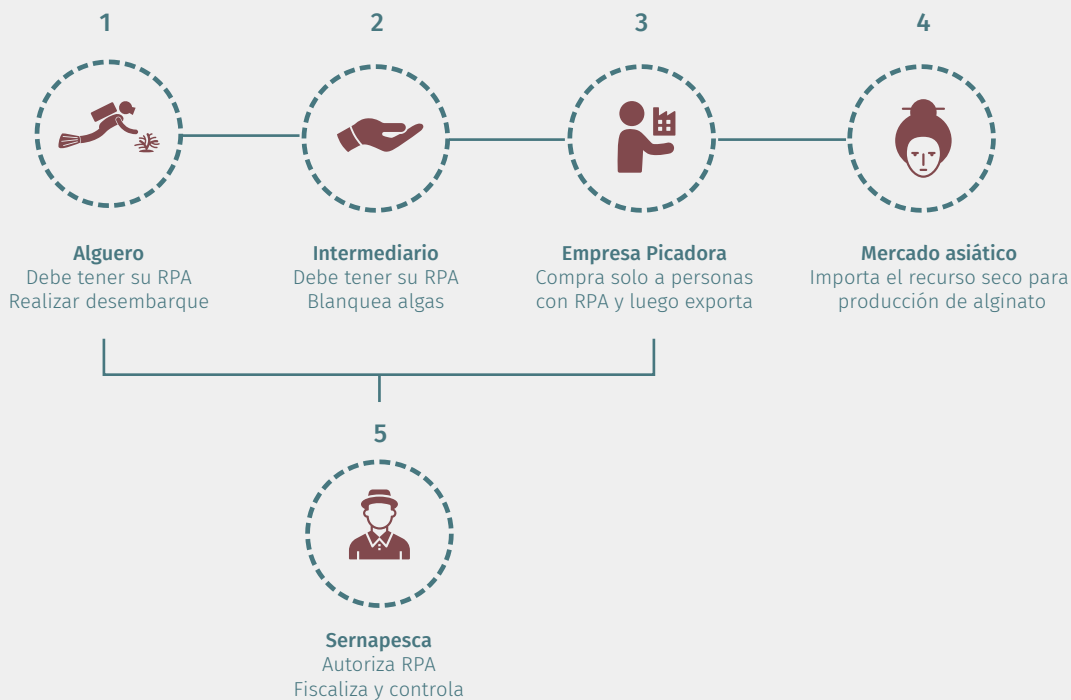 1
2
3
4
Alguero
Debe tener su RPA
Realizar desembarque
Intermediario
Debe tener su RPA
Blanquea algas
Empresa Picadora
Compra solo a personas
con RPA y luego exporta
Mercado asiático
Importa el recurso seco para
producción de alginato
5
Sernapesca
Autoriza RPA
Fiscaliza y controla